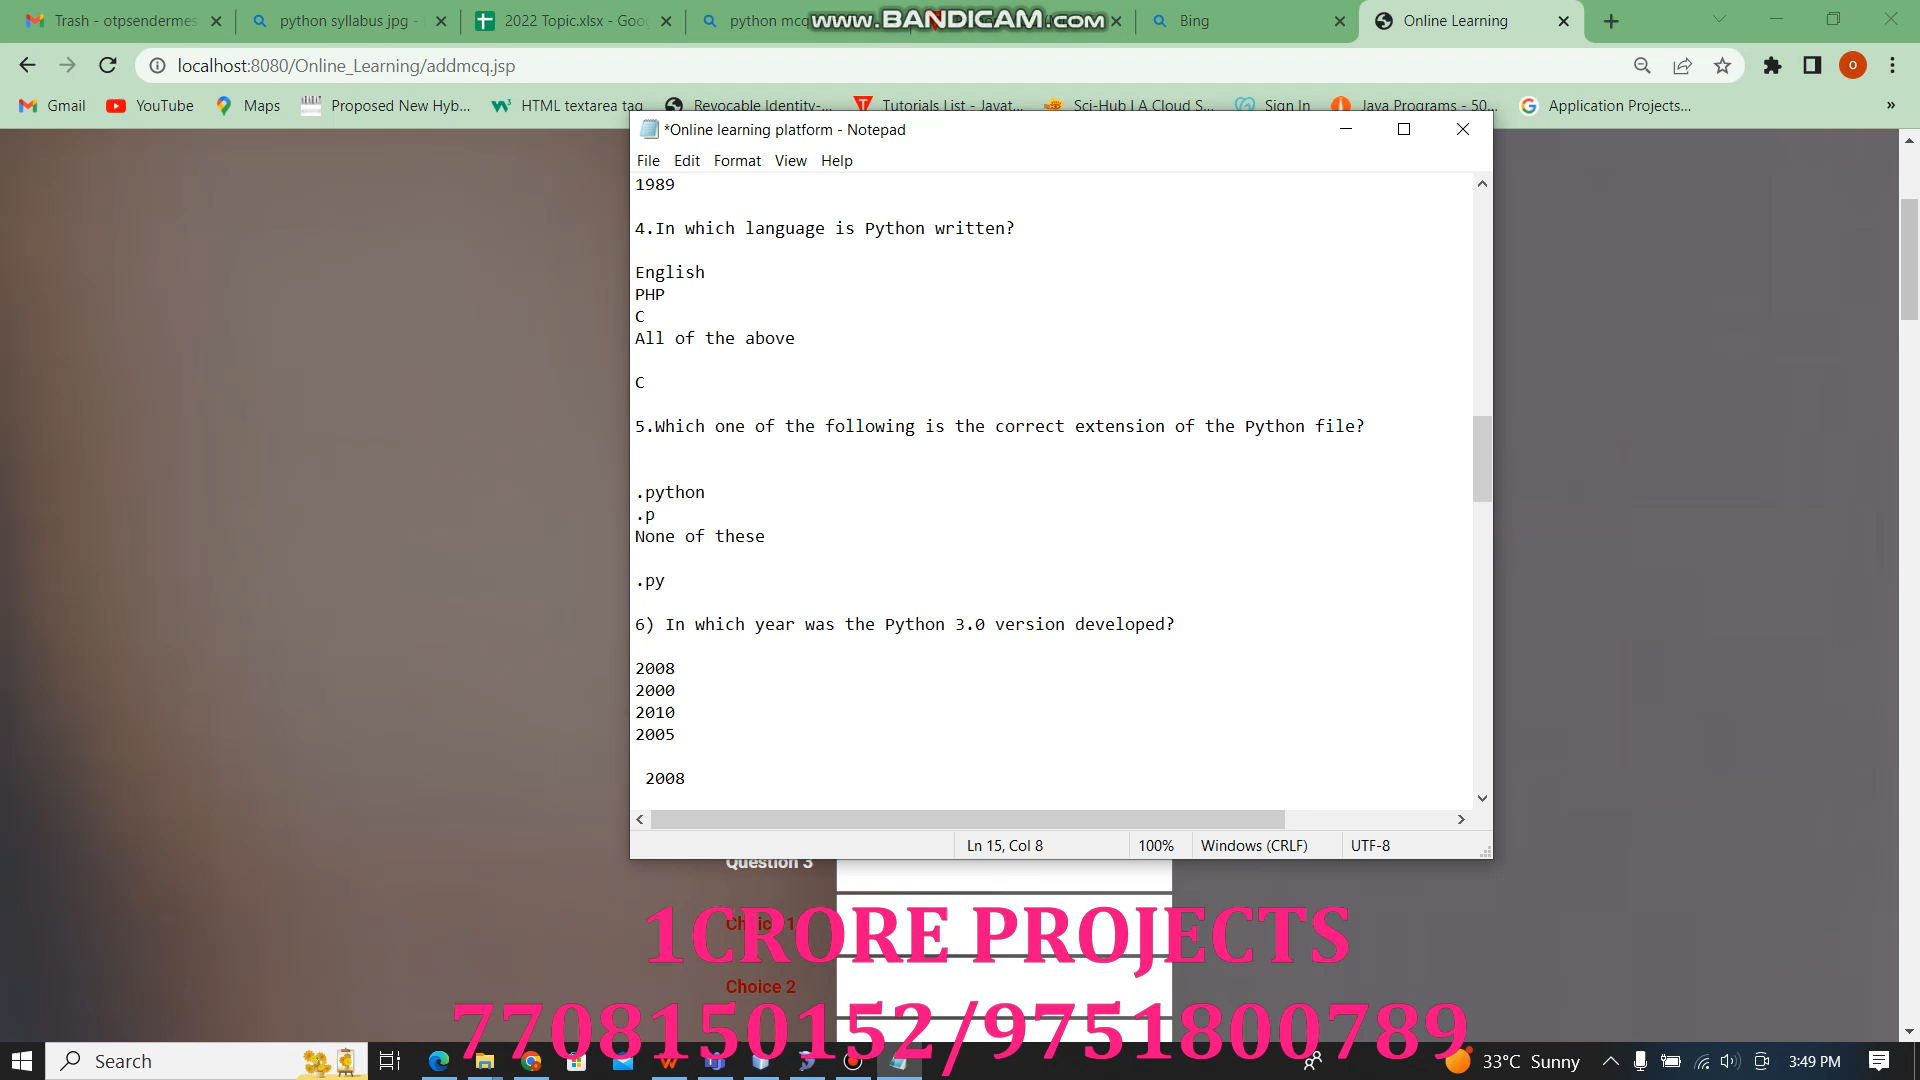 Trash - otpsendermes
python syllabus jpg -
2022 Topic.xlsx - Goo
python mcq
www.BANDICAM.com
Bing
Online Learning
localhost:8080/Online_Learning/addmcq.jsp
O
Gmail
YouTube
Maps
Proposed New Hyb...
HTML textarea tag
Revocable Identity-...
Tutorials List - Javat...
Sci-Hub | A Cloud S...
Sign In
Java Programs - 50...
Application Projects...
»
*Online learning platform - Notepad
File Edit Format View Help
1989
4.In which language is Python written?
English
PHP
C
All of the above
C
5.Which one of the following is the correct extension of the Python file?
.python
.p
None of these
.py
6) In which year was the Python 3.0 version developed?
2008
2000
2010
2005
2008
Ln 15, Col 8
100%
Windows (CRLF)
UTF-8
Question 3
Choice 1
1CRORE PROJECTS
Choice 2
7708150152/9751800789
Search
33°C Sunny
3:49 PM